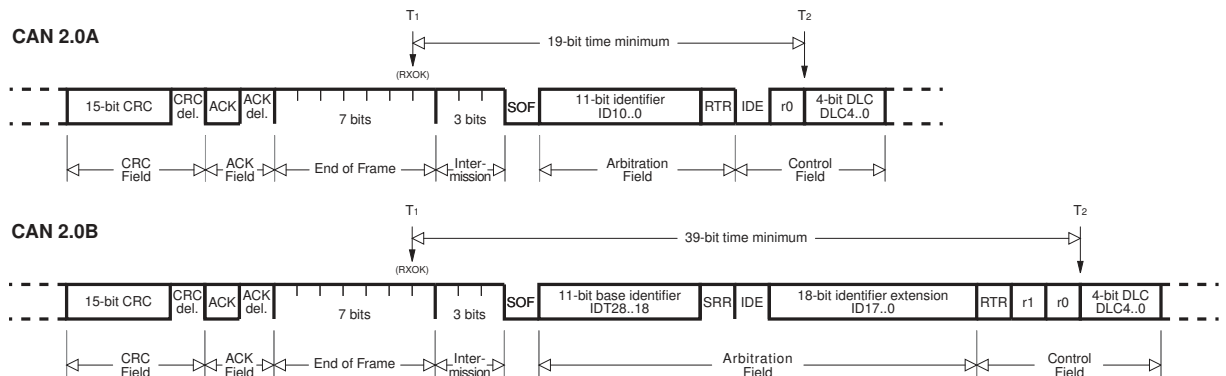 T1
T2
CAN 2.0A
19-bit time minimum
(RXOK)
15-bit CRC
CRC
del.
ACK
ACK
del.
7 bits
3 bits
SOF
11-bit identifier
ID10..0
RTR
IDE
r0
4-bit DLC
DLC4..0
CRC
Field
ACK
Field
End of Frame
Inter-
mission
Arbitration
Field
Control
Field
T1
T2
CAN 2.0B
39-bit time minimum
(RXOK)
15-bit CRC
CRC
del.
ACK
ACK
del.
7 bits
3 bits
SOF
11-bit base identifier
IDT28..18
SRR
IDE
18-bit identifier extension
ID17..0
RTR
r1
r0
4-bit DLC
DLC4..0
CRC
Field
ACK
Field
End of Frame
Inter-
mission
Arbitration
Field
Control
Field